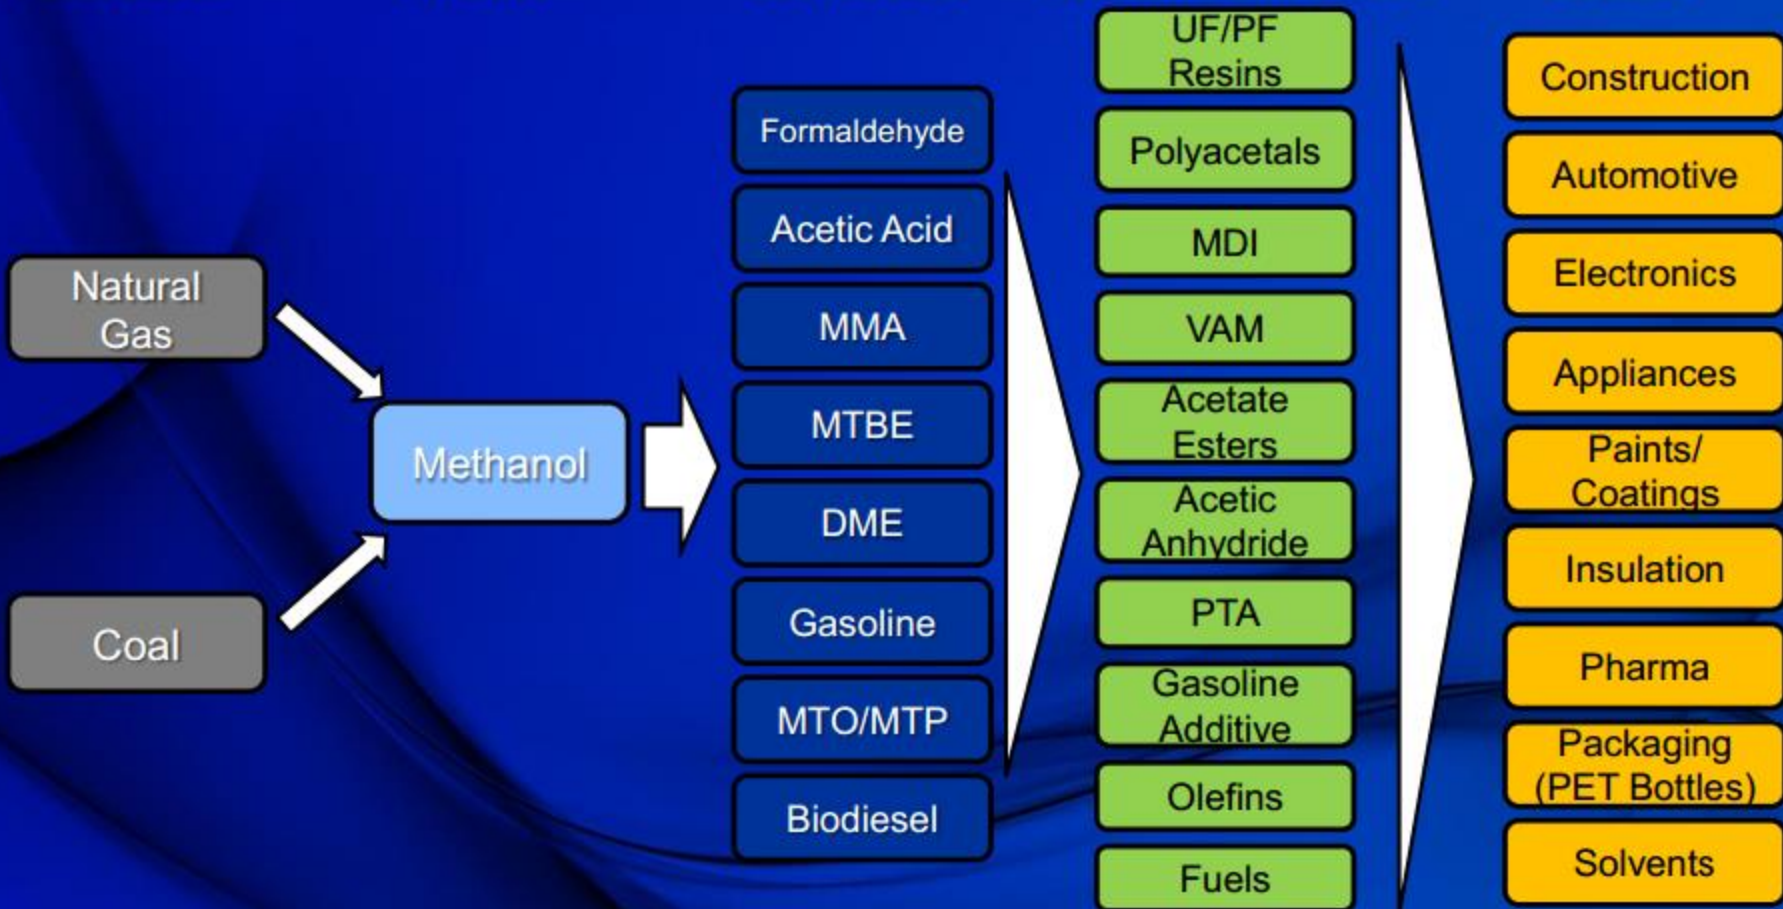 Natural
Gas
Coal
Methanol
Formaldehyde
Acetic Acid
MMA
MTBE
DME
Gasoline
MTO/MTP
Biodiesel
UF/PF
Resins
Polyacetals
MDI
VAM
Acetate
Esters
Acetic
Anhydride
PTA
Gasoline
Additive
Olefins
Fuels
Construction
Automotive
Electronics
Appliances
Paints/
Coatings
Insulation
Pharma
Packaging
(PET Bottles)
Solvents